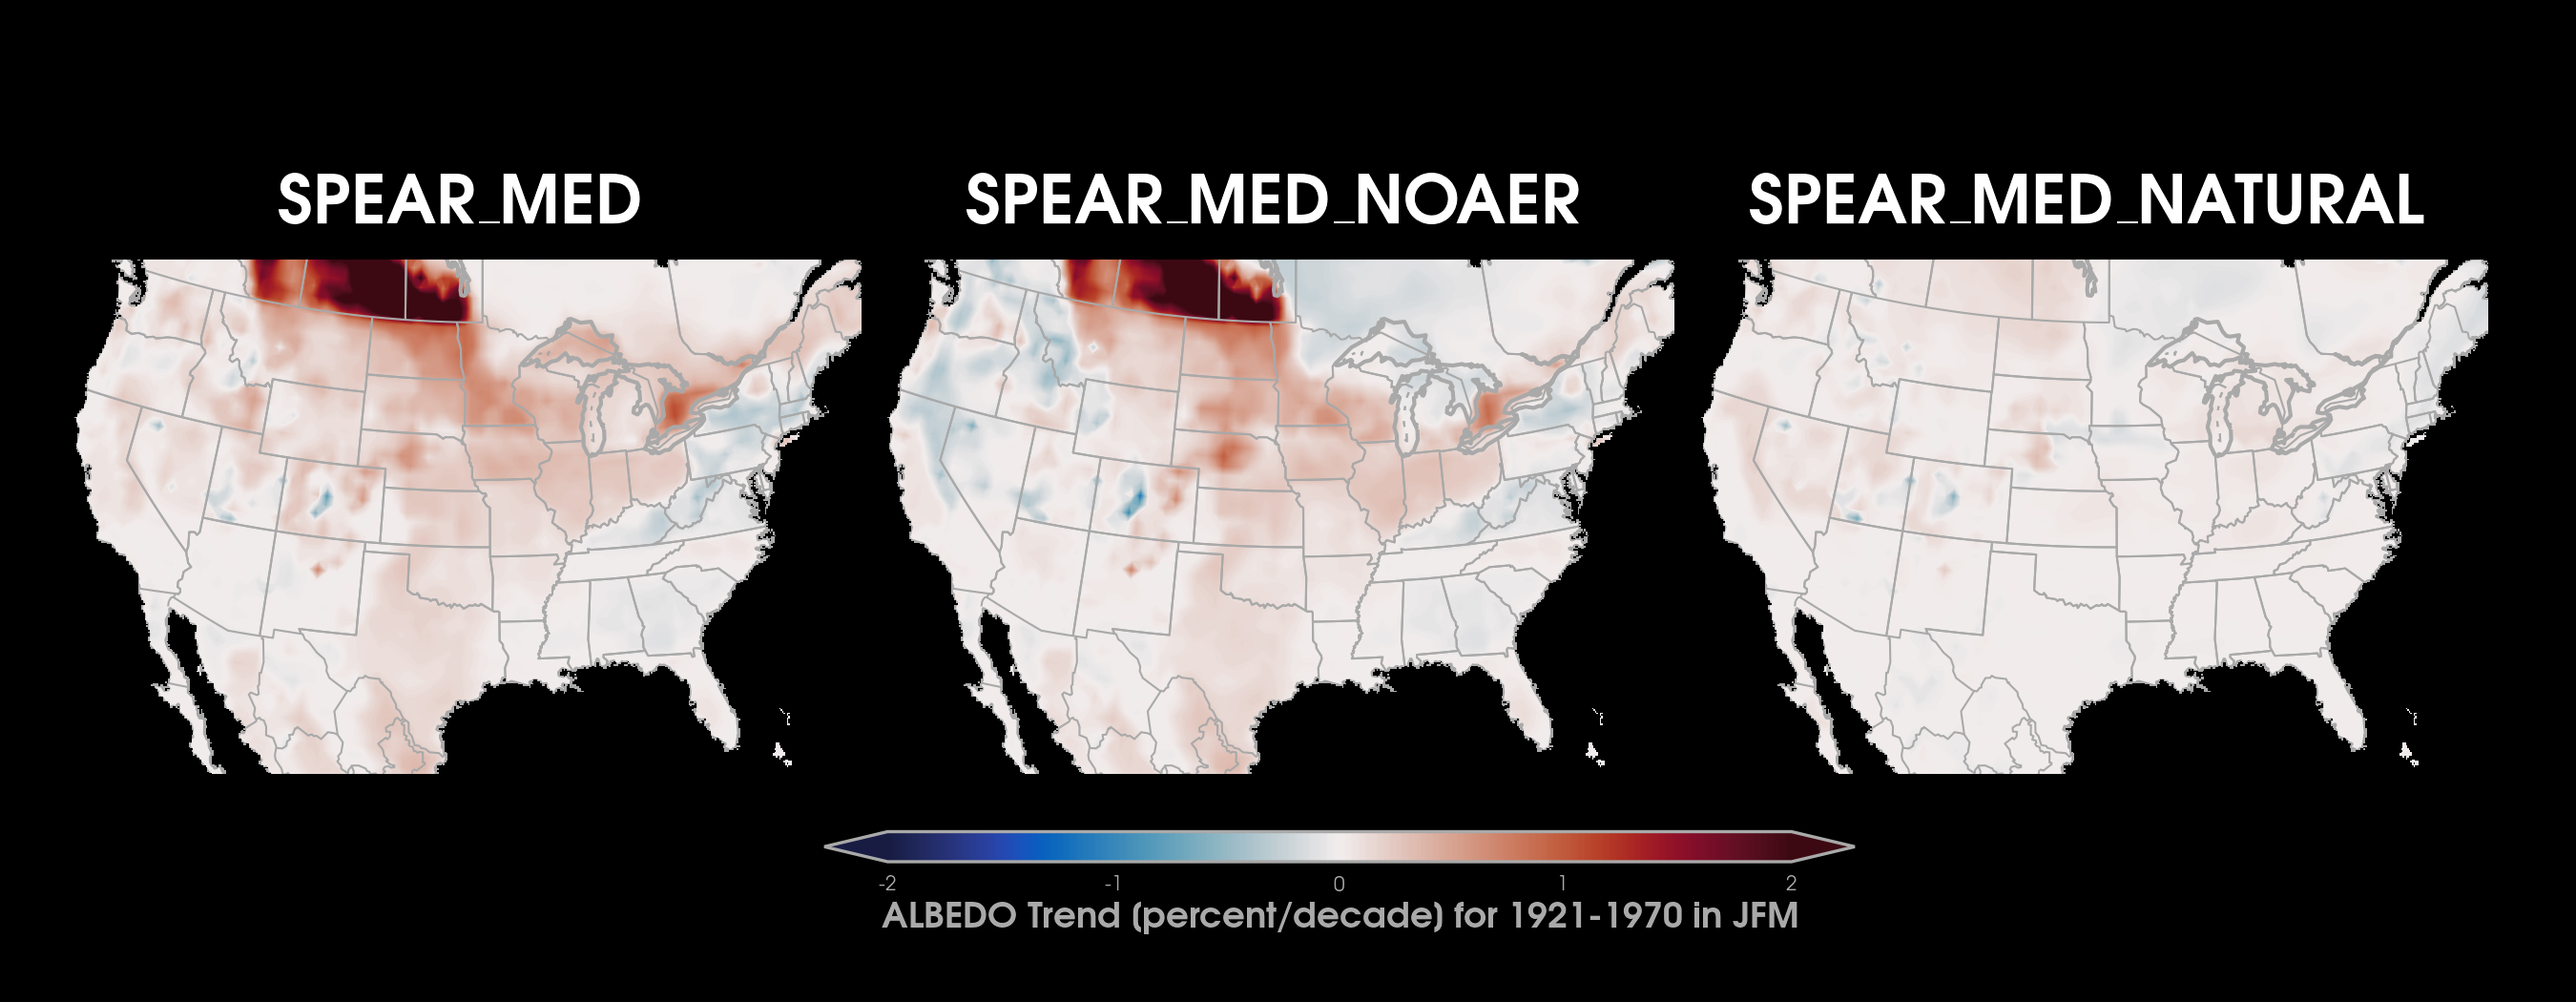 SPEAR_MED SPEAR_MED_NOAER SPEAR_MED_NATURAL
-2 -1 0 1 2
ALBEDO Trend (percent/decade) for 1921-1970 in JFM